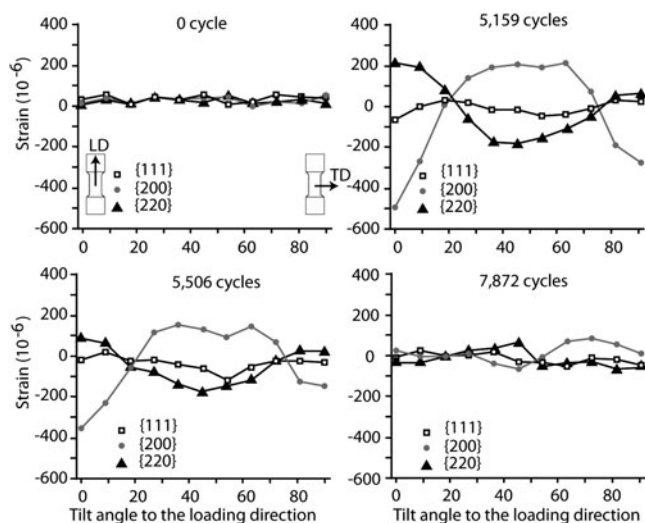 0 cycle
400
200
0
-200
-400
-600
Strain (10⁻⁶)
LD
TD
{111}
{200}
{220}
0 20 40 60 80
5,159 cycles
400
200
0
-200
-400
-600
{111}
{200}
{220}
0 20 40 60 80
5,506 cycles
400
200
0
-200
-400
-600
Strain (10⁻⁶)
{111}
{200}
{220}
0 20 40 60 80
Tilt angle to the loading direction
7,872 cycles
400
200
0
-200
-400
-600
{111}
{200}
{220}
0 20 40 60 80
Tilt angle to the loading direction